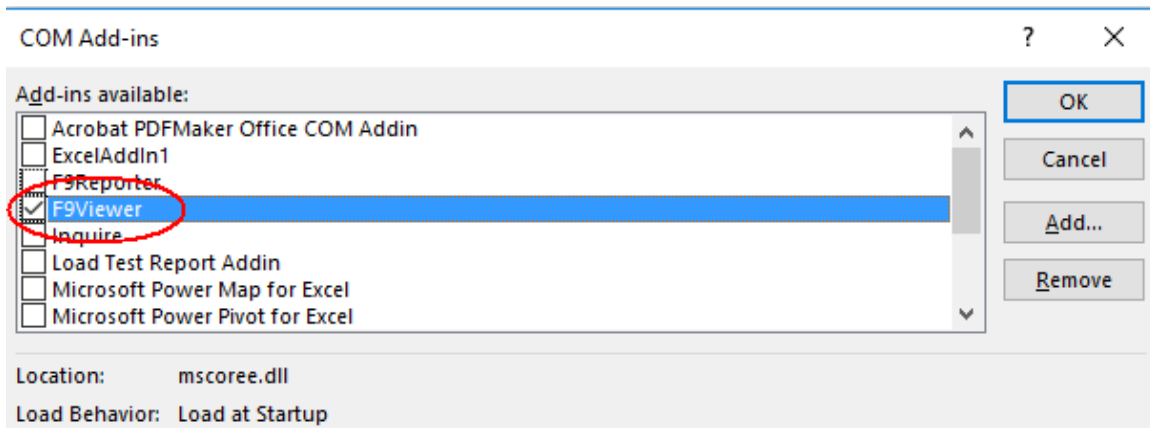 COM Add-ins ?
Add-ins available:
Acrobat PDFMaker Office COM Addin
ExcelAddIn1
F9Reporter
F9Viewer
Inquire
Load Test Report Addin
Microsoft Power Map for Excel
Microsoft Power Pivot for Excel
OK
Cancel
Add...
Remove
Location: mscoree.dll
Load Behavior: Load at Startup